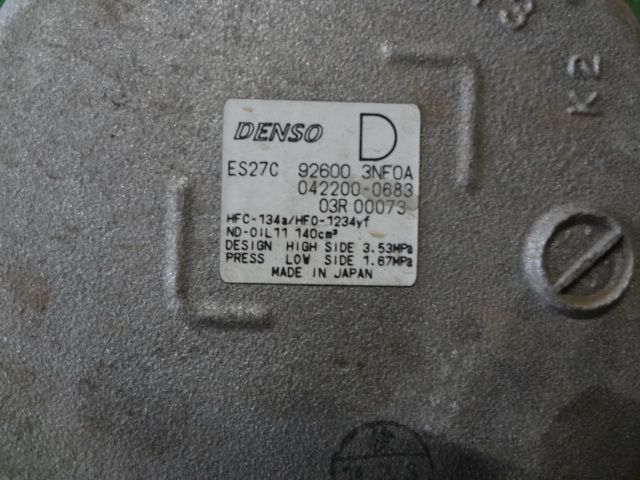 DENSO D
ES27C 92600 3NF0A
042200-0683
03R 00073
HFC-134a/HFO-1234yf
ND-OIL11 140cm³
DESIGN HIGH SIDE 3.53MPa
PRESS LOW SIDE 1.67MPa
MADE IN JAPAN
K2